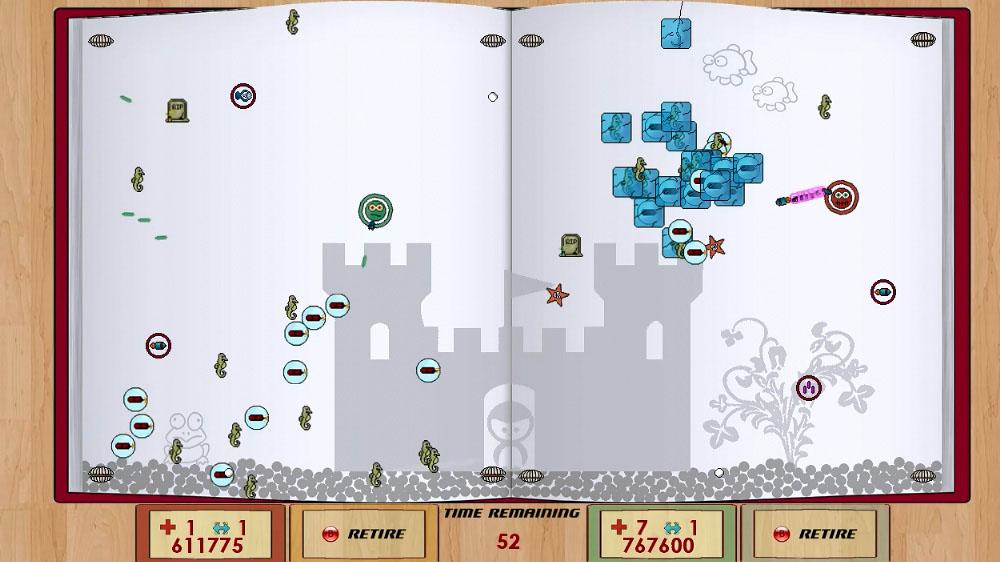 RIP
RIP
TIME REMAINING
+ 1 ↔ 1
611775
B RETIRE
52
+ 7 ↔ 1
767600
B RETIRE